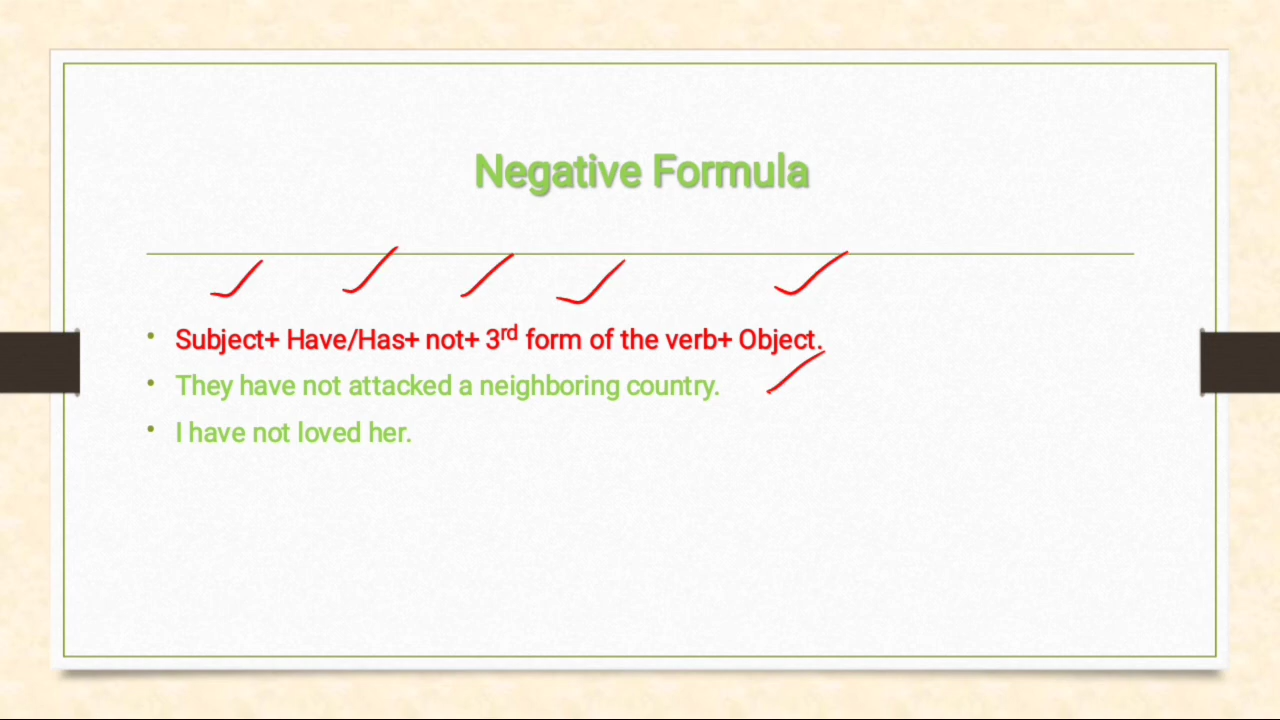 Negative Formula
• Subject+ Have/Has+ not+ 3rd form of the verb+ Object.
• They have not attacked a neighboring country.
• I have not loved her.